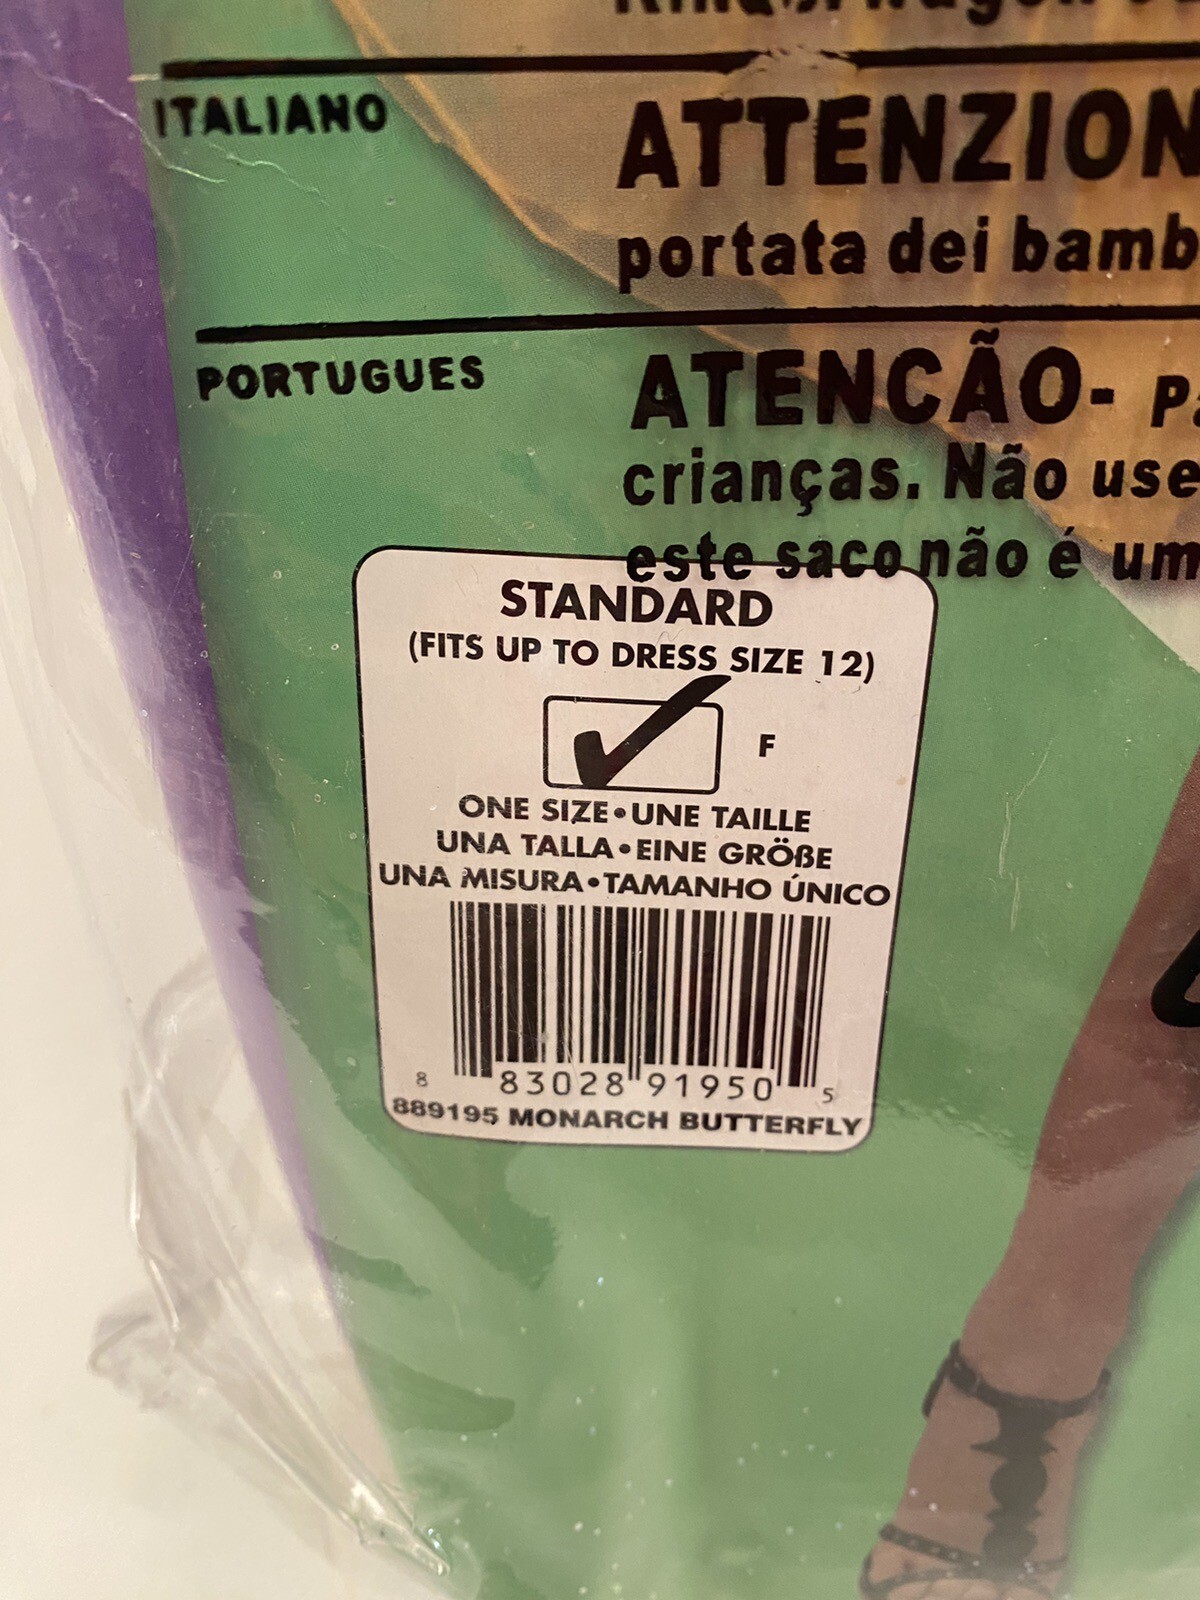 ITALIANO
ATTENZION
portata dei bamb
PORTUGUES
ATENCÃO- Pa
crianças. Não use
este saco não é um
STANDARD
(FITS UP TO DRESS SIZE 12)
F
ONE SIZE•UNE TAILLE
UNA TALLA•EINE GRÖßE
UNA MISURA•TAMANHO ÚNICO
8 83028 91950 5
889195 MONARCH BUTTERFLY